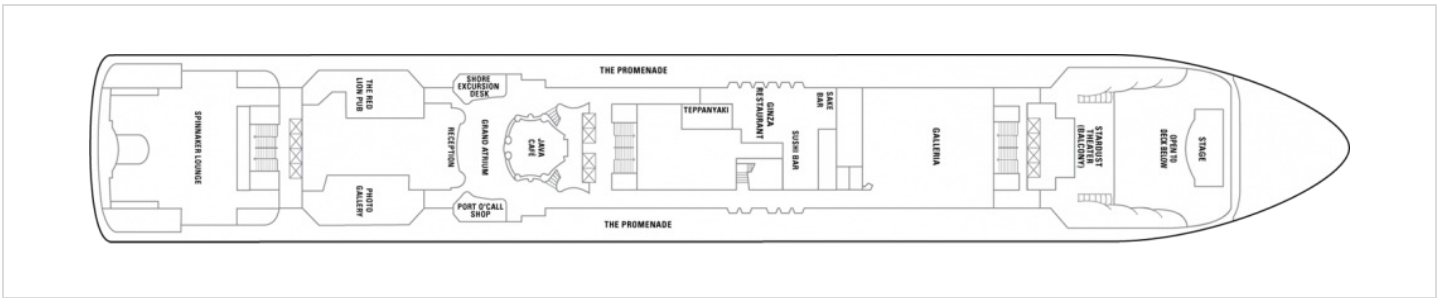 SPINNAKER LOUNGE
THE RED
LION PUB
PHOTO
GALLERY
RECEPTION
SHORE
EXCURSION
DESK
GRAND ATRIUM
PORT O'CALL
SHOP
JAVA
CAFÉ
THE PROMENADE
THE PROMENADE
TEPPANYAKI
GINZA
RESTAURANT
SUSHI BAR
SAKE
BAR
GALLERIA
STARDUST
THEATER
(BALCONY)
OPEN TO
DECK BELOW
STAGE